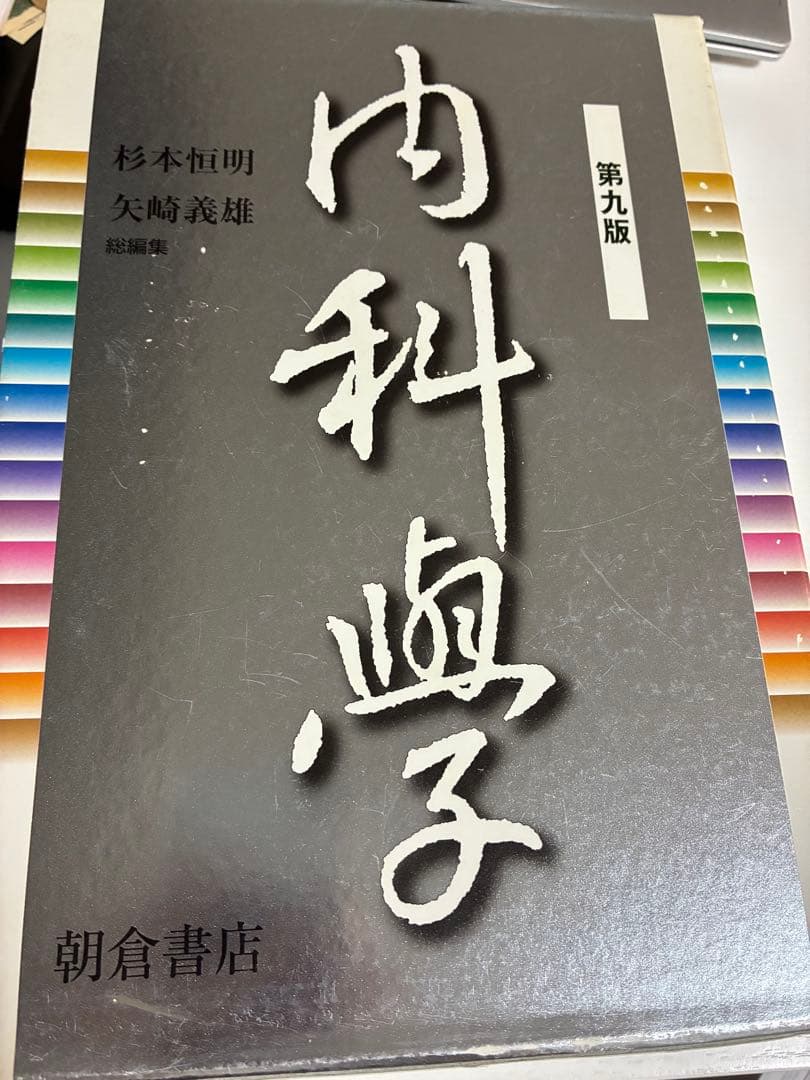 内科學
第九版
杉本恒明
矢崎義雄
総編集
朝倉書店